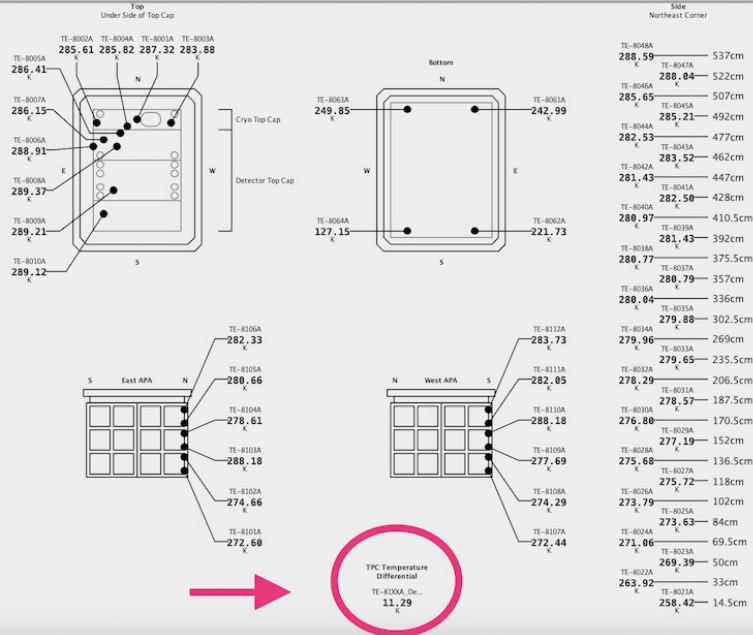 Top
Under Side of Top Cap
TE-8002A TE-8004A TE-8001A TE-8003A
285.61 285.82 287.32 283.88
K K K K
TE-8005A
286.41
K
TE-8007A
286.15
K
TE-8006A
288.91
K
TE-8008A
289.37
K
TE-8009A
289.21
K
TE-8010A
289.12
K
N
E
W
S
Cryo Top Cap
Detector Top Cap
Bottom
N
TE-8063A
249.85
K
TE-8061A
242.99
K
W
E
TE-8064A
127.15
K
TE-8062A
221.73
K
S
Side
Northeast Corner
TE-8048A
288.59 537cm
K
TE-8047A
288.04 522cm
K
TE-8046A
285.65 507cm
K
TE-8045A
285.21 492cm
K
TE-8044A
282.53 477cm
K
TE-8043A
283.52 462cm
K
TE-8042A
281.43 447cm
K
TE-8041A
282.50 428cm
K
TE-8040A
280.97 410.5cm
K
TE-8039A
281.43 392cm
K
TE-8038A
280.77 375.5cm
K
TE-8037A
280.79 357cm
K
TE-8036A
280.04 336cm
K
TE-8035A
279.88 302.5cm
K
TE-8034A
279.96 269cm
K
TE-8033A
279.65 235.5cm
K
TE-8032A
278.29 206.5cm
K
TE-8031A
278.57 187.5cm
K
TE-8030A
276.80 170.5cm
K
TE-8029A
277.19 152cm
K
TE-8028A
275.68 136.5cm
K
TE-8027A
275.72 118cm
K
TE-8026A
273.79 102cm
K
TE-8025A
273.63 84cm
K
TE-8024A
271.06 69.5cm
K
TE-8023A
269.39 50cm
K
TE-8022A
263.92 33cm
K
TE-8021A
258.42 14.5cm
K
S East APA N
TE-8106A
282.33
K
TE-8105A
280.66
K
TE-8104A
278.61
K
TE-8103A
288.18
K
TE-8102A
274.66
K
TE-8101A
272.60
K
N West APA S
TE-8112A
283.73
K
TE-8111A
282.05
K
TE-8110A
288.18
K
TE-8109A
277.69
K
TE-8108A
274.29
K
TE-8107A
272.44
K
TPC Temperature
Differential
TE-81XXA_De...
11.29
K